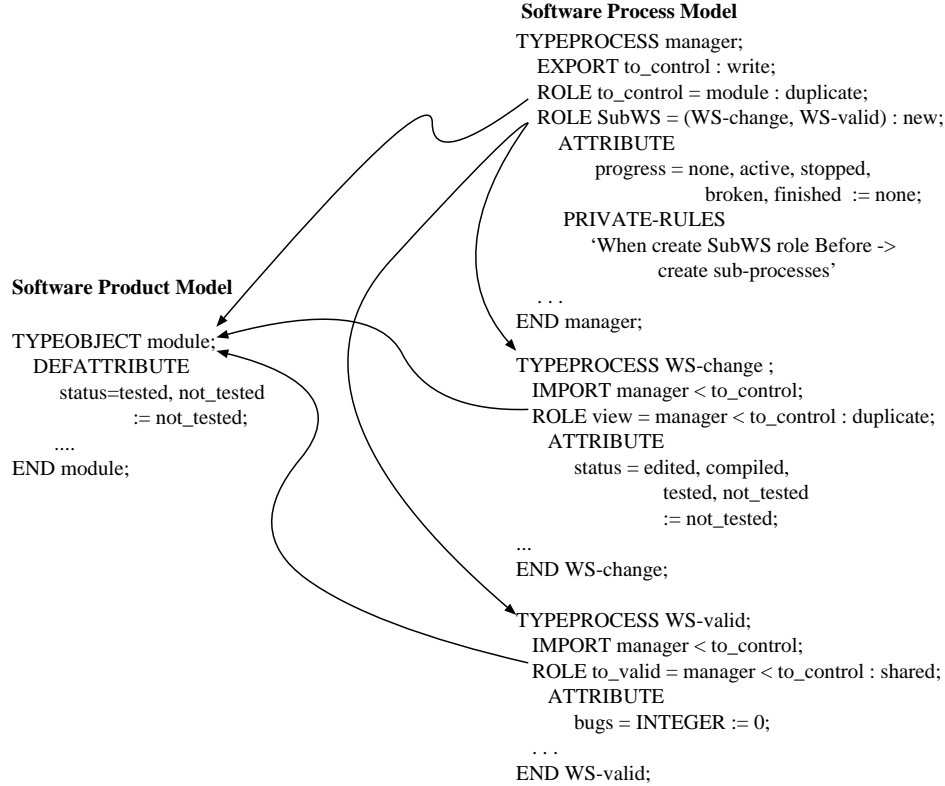 Software Process Model
TYPEPROCESS manager;
EXPORT to_control : write;
ROLE to_control = module : duplicate;
ROLE SubWS = (WS-change, WS-valid) : new;
ATTRIBUTE
progress = none, active, stopped,
broken, finished := none;
PRIVATE-RULES
‘When create SubWS role Before ->
create sub-processes’
. . .
END manager;
Software Product Model
TYPEOBJECT module;
DEFATTRIBUTE
status=tested, not_tested
:= not_tested;
....
END module;
TYPEPROCESS WS-change ;
IMPORT manager < to_control;
ROLE view = manager < to_control : duplicate;
ATTRIBUTE
status = edited, compiled,
tested, not_tested
:= not_tested;
...
END WS-change;
TYPEPROCESS WS-valid;
IMPORT manager < to_control;
ROLE to_valid = manager < to_control : shared;
ATTRIBUTE
bugs = INTEGER := 0;
. . .
END WS-valid;